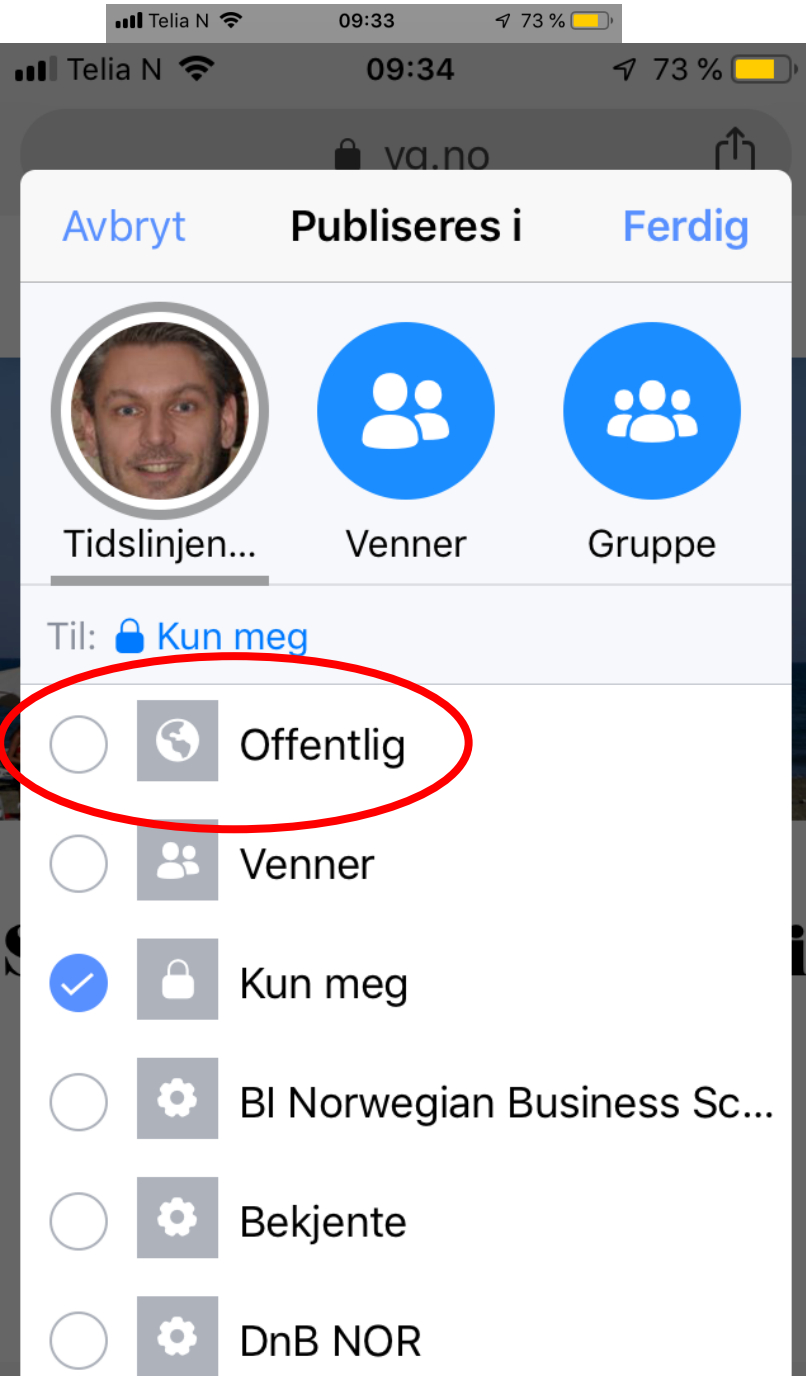 Telia N 09:33 73 %
Telia N 09:34 73 %
vg.no
Avbryt Publiseres i Ferdig
Tidslinjen... Venner Gruppe
Til: Kun meg
Offentlig
Venner
Kun meg
BI Norwegian Business Sc...
Bekjente
DnB NOR